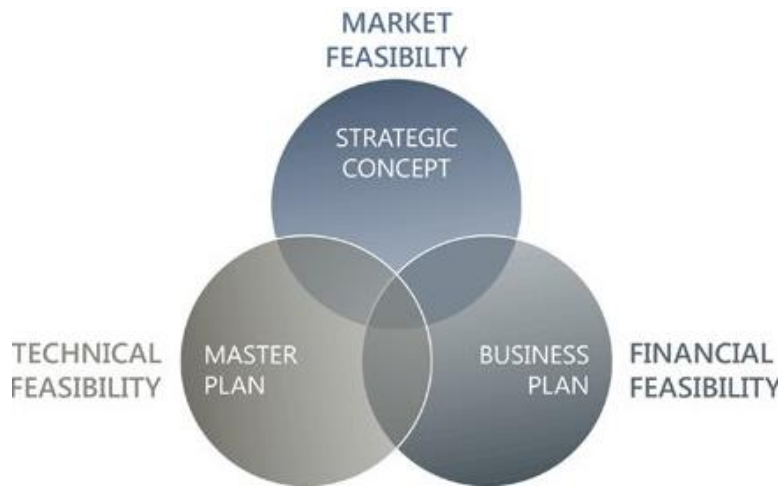 MARKET
FEASIBILTY
STRATEGIC
CONCEPT
TECHNICAL
FEASIBILITY
MASTER
PLAN
BUSINESS
PLAN
FINANCIAL
FEASIBILITY